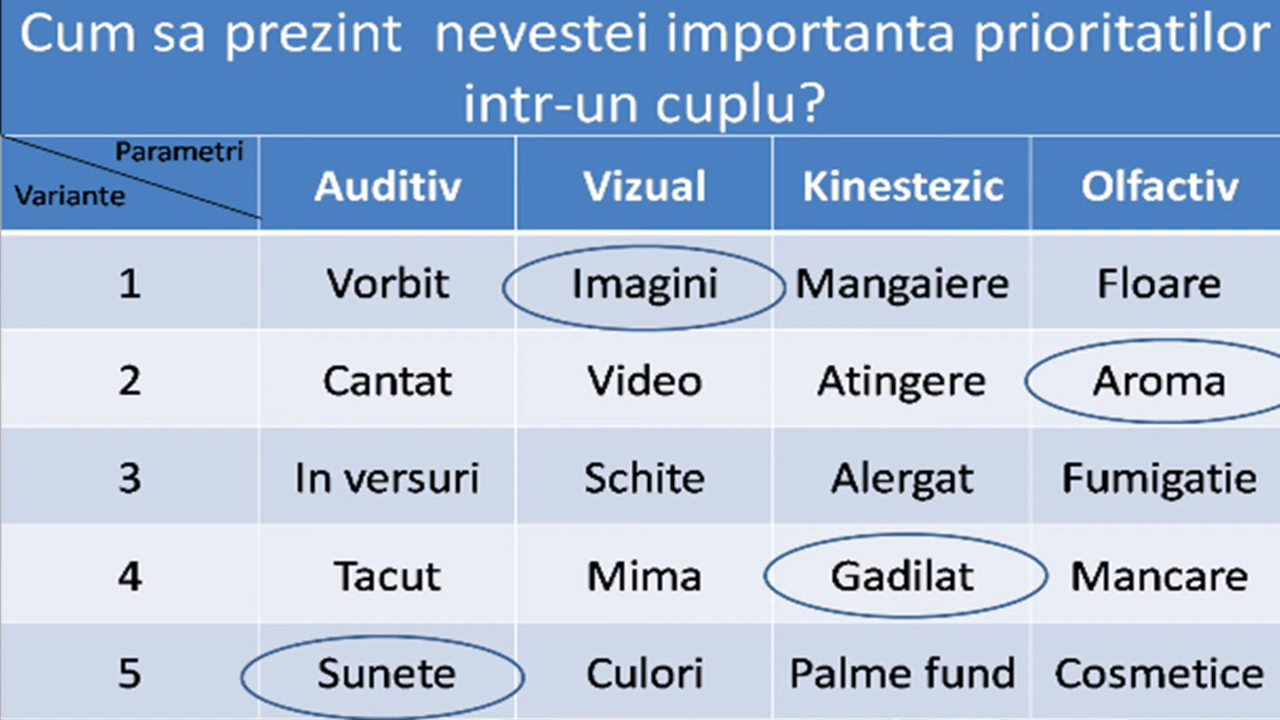 Cum sa prezint nevestei importanta prioritatilor
intr-un cuplu?
Parametri
Variante
Auditiv Vizual Kinestezic Olfactiv
1 Vorbit Imagini Mangaiere Floare
2 Cantat Video Atingere Aroma
3 In versuri Schite Alergat Fumigatie
4 Tacut Mima Gadilat Mancare
5 Sunete Culori Palme fund Cosmetice